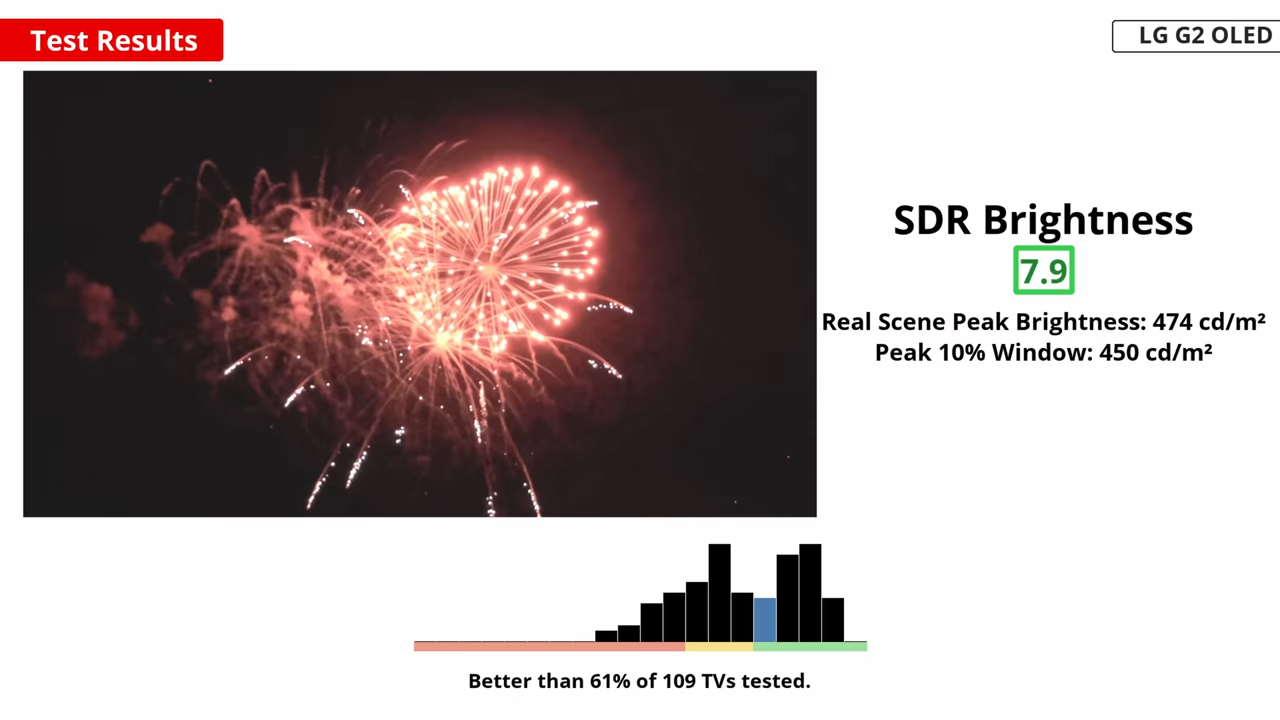 Test Results
LG G2 OLED
SDR Brightness
7.9
Real Scene Peak Brightness: 474 cd/m²
Peak 10% Window: 450 cd/m²
Better than 61% of 109 TVs tested.